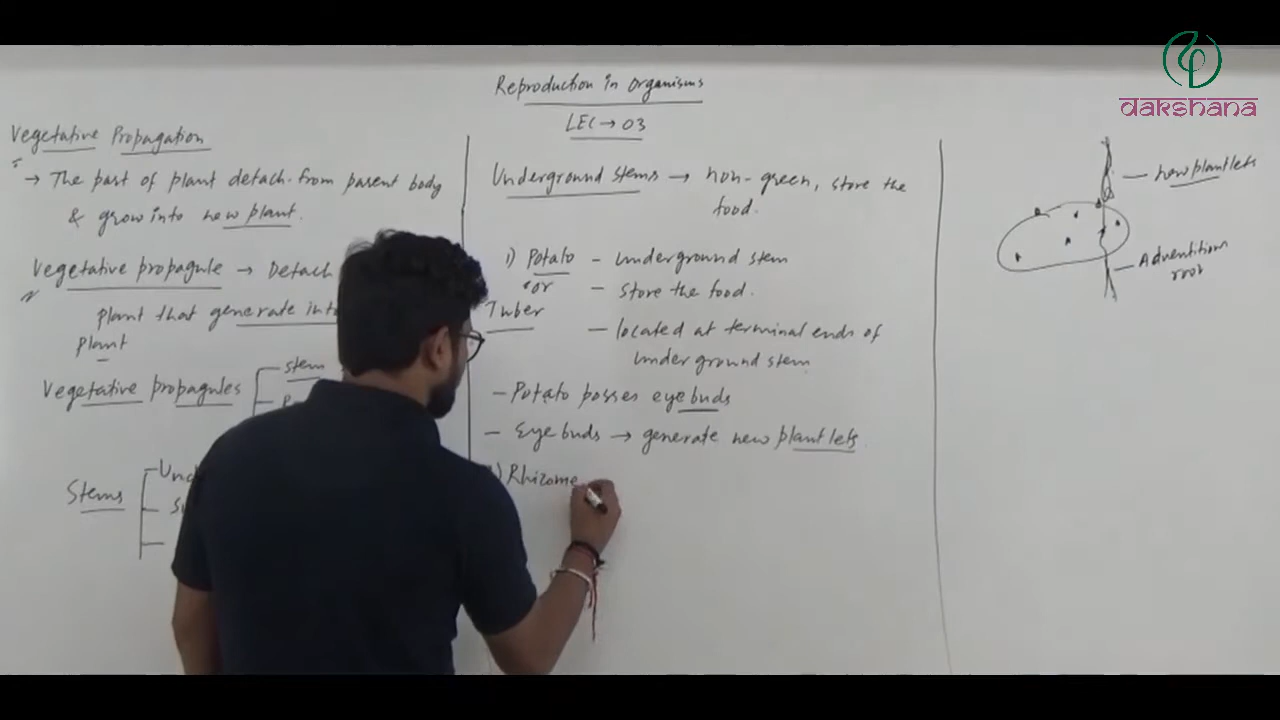 dakshana
Reproduction in organisms
LEC → 03
Vegetative Propagation
→ The part of plant detach from parent body
& grow into new plant.
Vegetative propagule → Detach
plant that generate into
plant
Vegetative propagules
stem
Stems
Underground stems → non-green, store the
food.
1) Potato - underground stem
or - store the food.
Tuber
- located at terminal ends of
underground stem
- Potato posses eye buds
- Eye buds → generate new plantlets.
) Rhizome
new plantlets
Adventitious
root